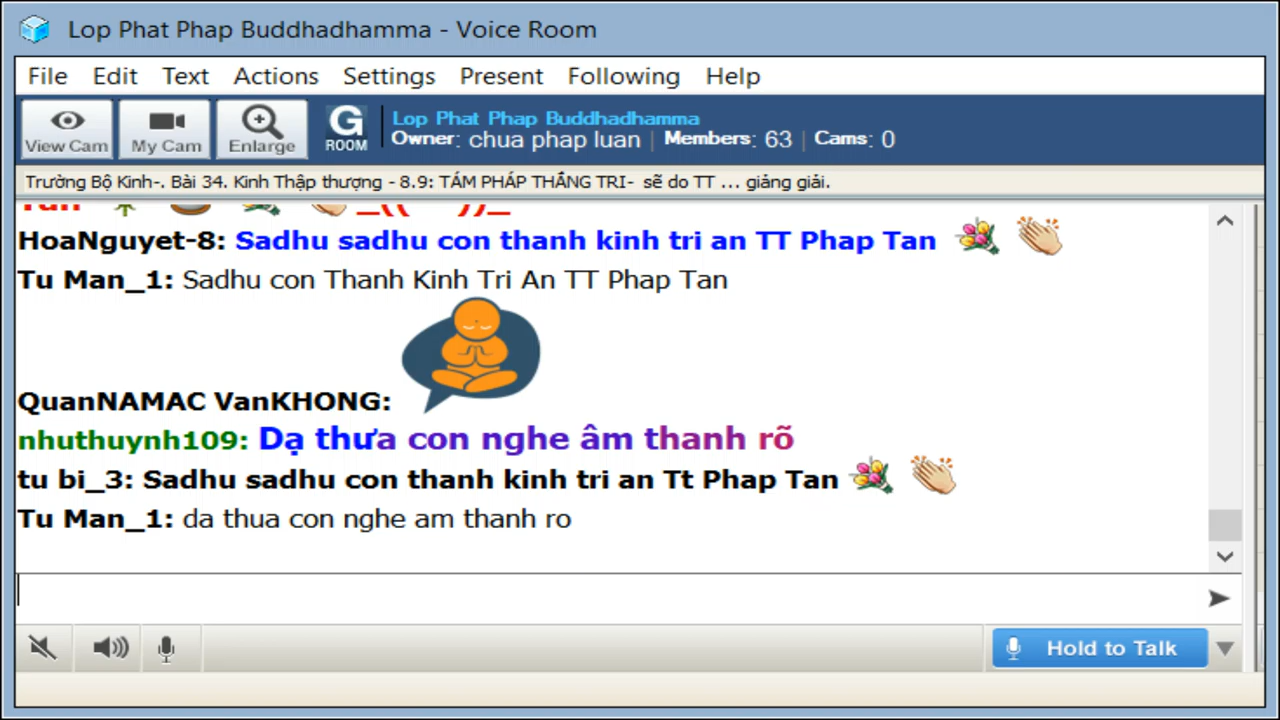 Lop Phat Phap Buddhadhamma - Voice Room
File Edit Text Actions Settings Present Following Help
View Cam My Cam Enlarge G ROOM
Lop Phat Phap Buddhadhamma
Owner: chua phap luan | Members: 63 | Cams: 0
Trường Bộ Kinh-. Bài 34. Kinh Thập thượng - 8.9: TÁM PHÁP THẮNG TRI- sẽ do TT ... giảng giải.
HoaNguyet-8: Sadhu sadhu con thanh kinh tri an TT Phap Tan
Tu Man_1: Sadhu con Thanh Kinh Tri An TT Phap Tan
QuanNAMAC VanKHONG:
nhuthuynh109: Dạ thưa con nghe âm thanh rõ
tu bi_3: Sadhu sadhu con thanh kinh tri an Tt Phap Tan
Tu Man_1: da thua con nghe am thanh ro
Hold to Talk